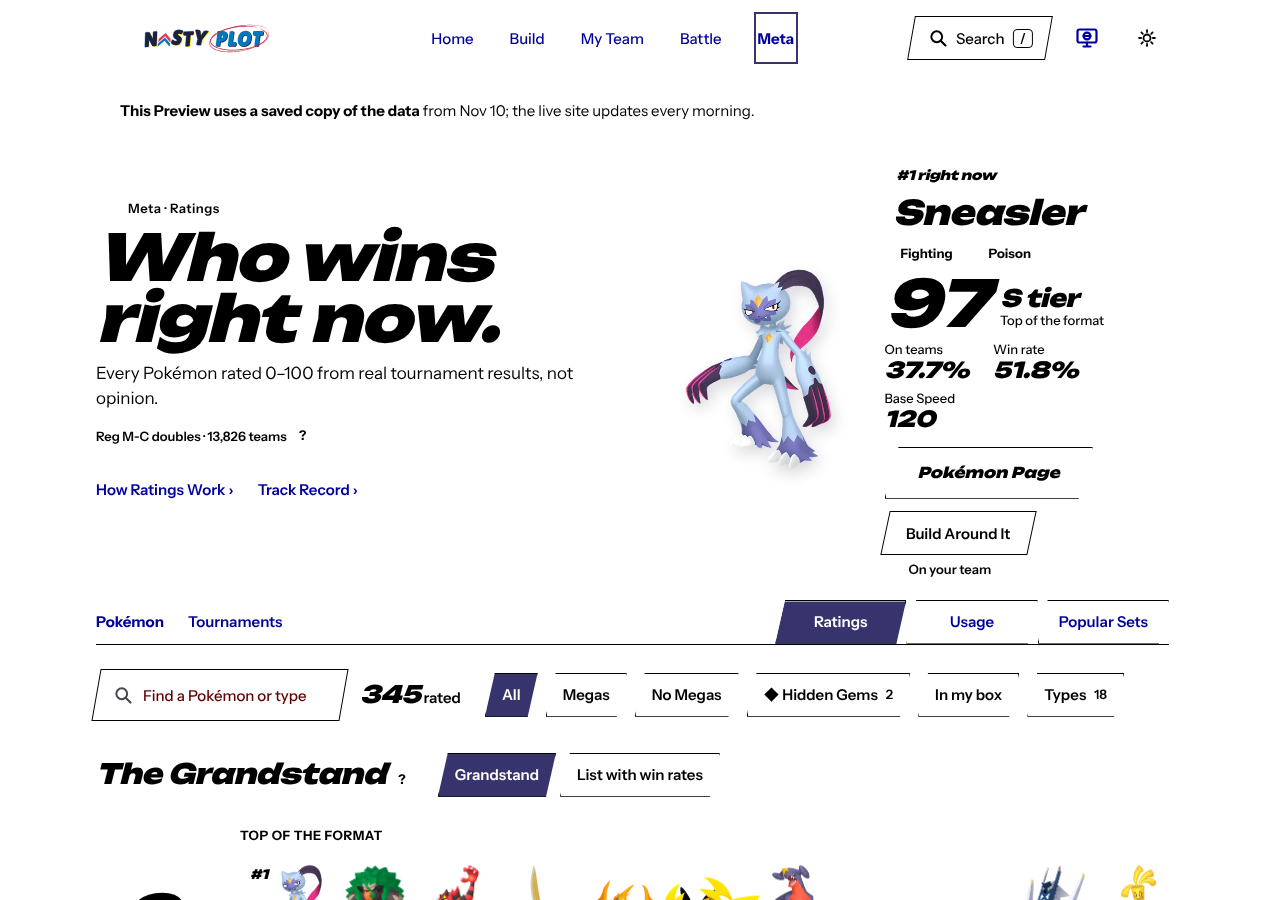 NASTY PLOT
Home Build My Team Battle Meta
Search /
This Preview uses a saved copy of the data from Nov 10; the live site updates every morning.
Meta · Ratings
Who wins
right now.
Every Pokémon rated 0–100 from real tournament results, not
opinion.
Reg M-C doubles · 13,826 teams ?
How Ratings Work › Track Record ›
#1 right now
Sneasler
Fighting Poison
97 S tier
Top of the format
On teams Win rate
37.7% 51.8%
Base Speed
120
Pokémon Page
Build Around It
On your team
Pokémon Tournaments
Ratings Usage Popular Sets
Find a Pokémon or type
345 rated
All Megas No Megas ◆ Hidden Gems 2 In my box Types 18
The Grandstand ?
Grandstand List with win rates
TOP OF THE FORMAT
#1